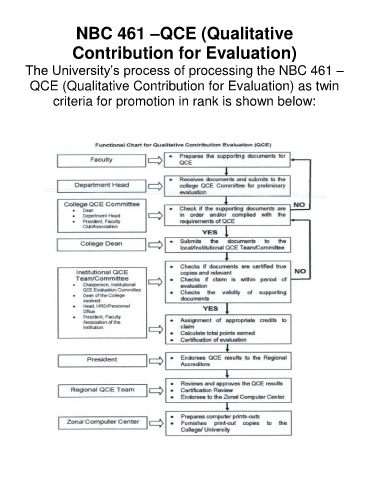 NBC 461 –QCE (Qualitative
Contribution for Evaluation)
The University's process of processing the NBC 461 –
QCE (Qualitative Contribution for Evaluation) as twin
criteria for promotion in rank is shown below:
Functional Chart for Qualitative Contribution Evaluation (QCE)
Faculty
• Prepares the supporting documents for
QCE
Department Head
• Receives documents and submits to the
college QCE Committee for preliminary
evaluation
College QCE Committee
• Dean
• Department Head
• President, Faculty
Club/Association
• Check if the supporting documents are
in order and/or complied with the
requirements of QCE
NO
YES
College Dean
• Submits the documents to the
local/institutional QCE Team/Committee
Institutional QCE
Team/Committee
• Chairperson, Institutional
QCE Evaluation Committee
• Dean of the College
involved
• Head, HRD/Personnel
Office
• President, Faculty
Association of the
Institution
• Checks if documents are certified true
copies and relevant
• Checks if claim is within period of
evaluation
• Checks the validity of supporting
documents
NO
YES
• Assignment of appropriate credits to
claim
• Calculate total points earned
• Certification of evaluation
President
• Endorses QCE results to the Regional
Accreditors
Regional QCE Team
• Reviews and approves the QCE results
• Certification Review
• Endorses to the Zonal Computer Center
Zonal Computer Center
• Prepares computer prints-outs
• Furnishes print-out copies to the
College/ University